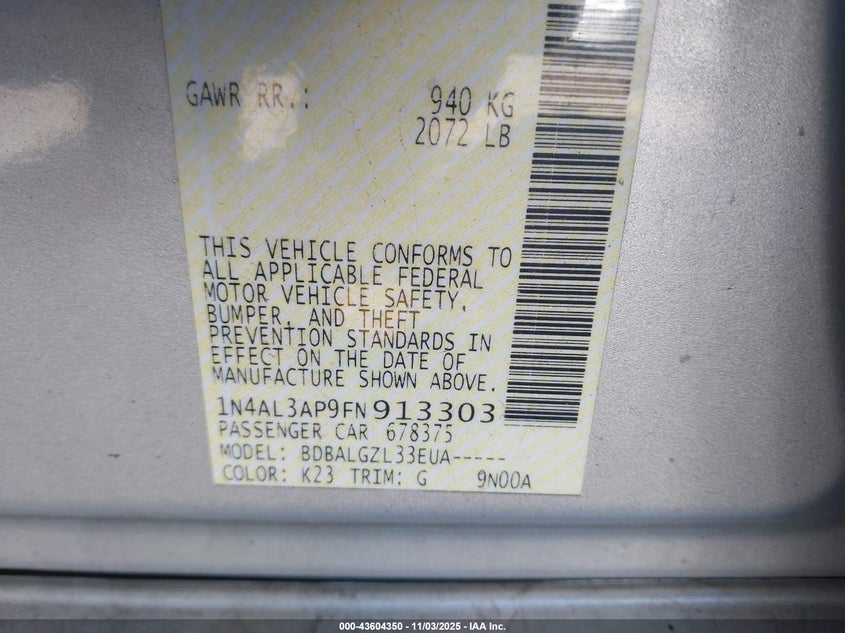 GAWR RR.: 940 KG
2072 LB
THIS VEHICLE CONFORMS TO
ALL APPLICABLE FEDERAL
MOTOR VEHICLE SAFETY,
BUMPER, AND THEFT
PREVENTION STANDARDS IN
EFFECT ON THE DATE OF
MANUFACTURE SHOWN ABOVE.
1N4AL3AP9FN913303
PASSENGER CAR 678375
MODEL: BDBALGZL33EUA-----
COLOR: K23 TRIM: G 9N00A
000-43604350 - 11/03/2025 - IAA Inc.